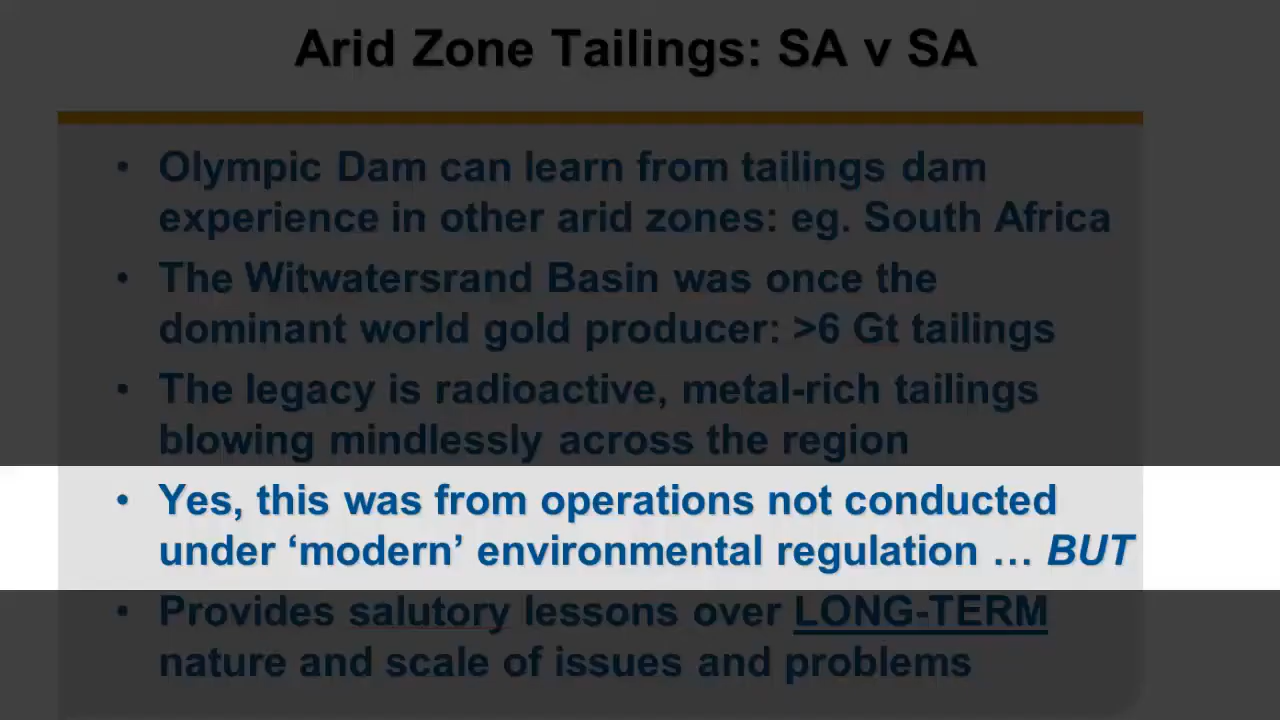 Arid Zone Tailings: SA v SA
• Olympic Dam can learn from tailings dam
experience in other arid zones: eg. South Africa
• The Witwatersrand Basin was once the
dominant world gold producer: >6 Gt tailings
• The legacy is radioactive, metal-rich tailings
blowing mindlessly across the region
• Yes, this was from operations not conducted
under ‘modern’ environmental regulation … BUT
• Provides salutory lessons over LONG-TERM
nature and scale of issues and problems